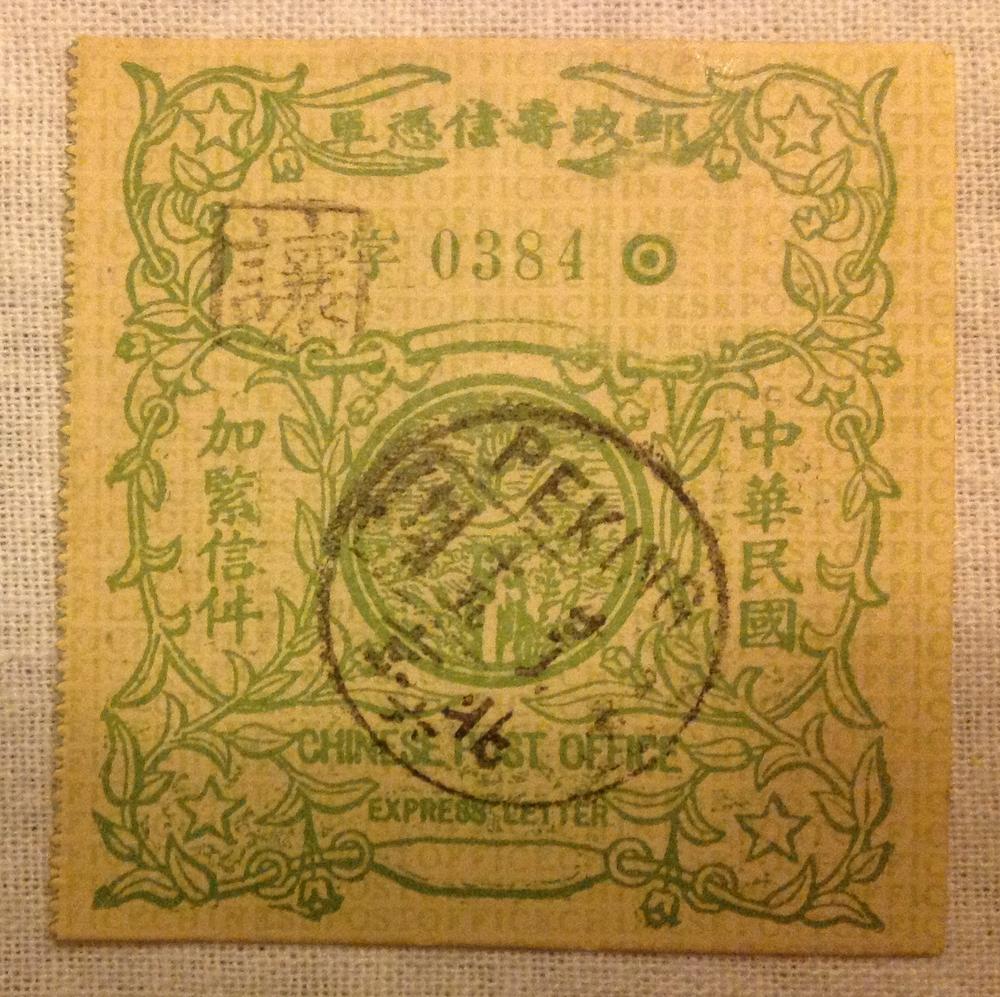 郵政寄信憑單
讓字 0384
中華民國
加緊信件
PEKING
CHINESE POST OFFICE
EXPRESS LETTER